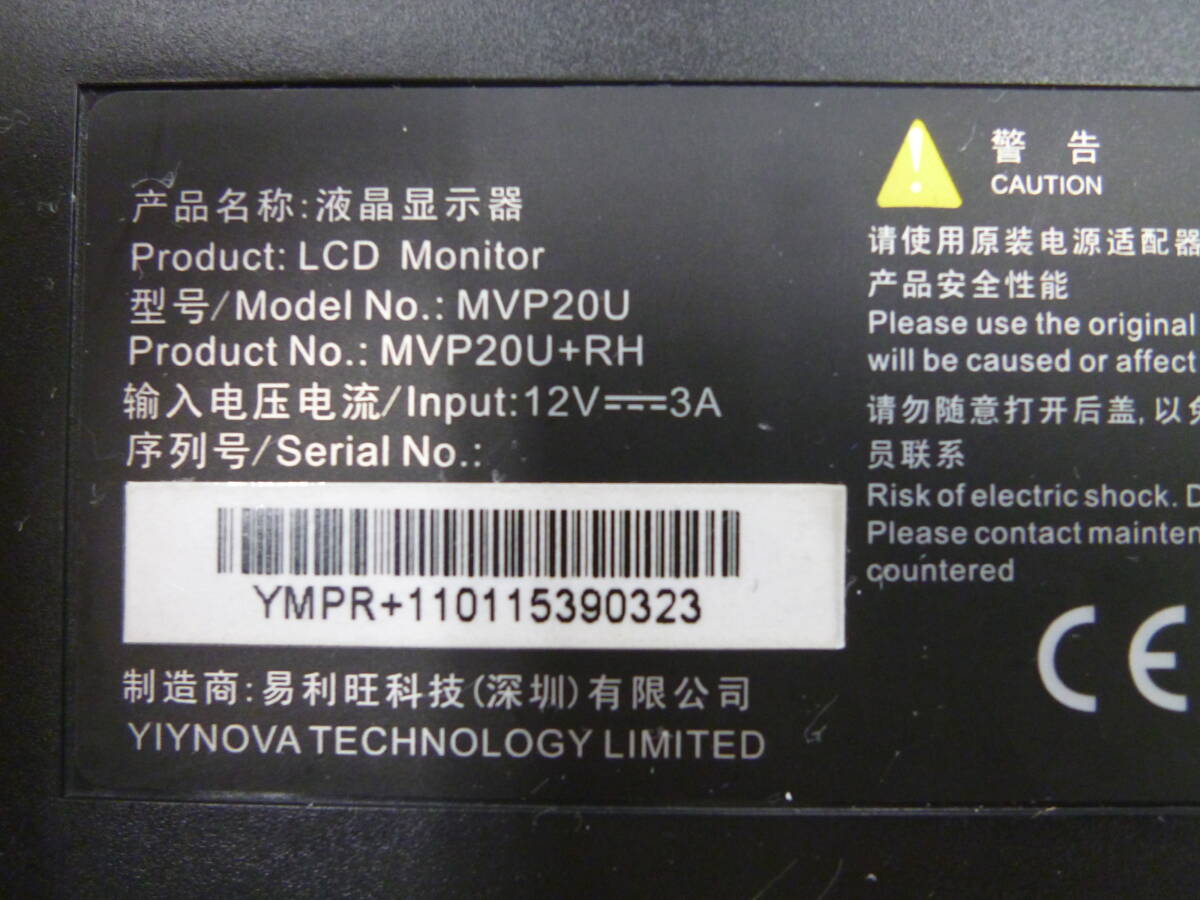 产品名称:液晶显示器
Product: LCD Monitor
型号/Model No.: MVP20U
Product No.: MVP20U+RH
输入电压电流/Input:12V⎓3A
序列号/Serial No.:
YMPR+110115390323
制造商:易利旺科技(深圳)有限公司
YIYNOVA TECHNOLOGY LIMITED
警 告
CAUTION
请使用原装电源适配器
产品安全性能
Please use the original
will be caused or affect
请勿随意打开后盖,以免
员联系
Risk of electric shock. D
Please contact mainten
countered
CE